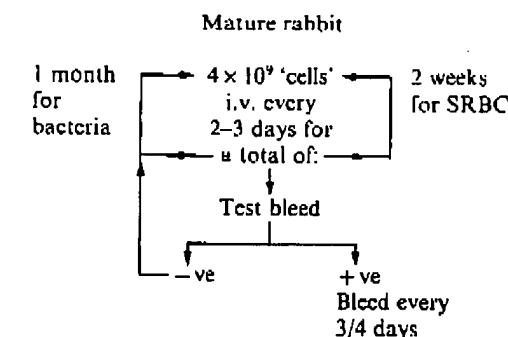 Mature rabbit
1 month
for
bacteria
4 × 10⁹ ‘cells’
i.v. every
2–3 days for
a total of:
2 weeks
for SRBC
Test bleed
– ve
+ ve
Bleed every
3/4 days